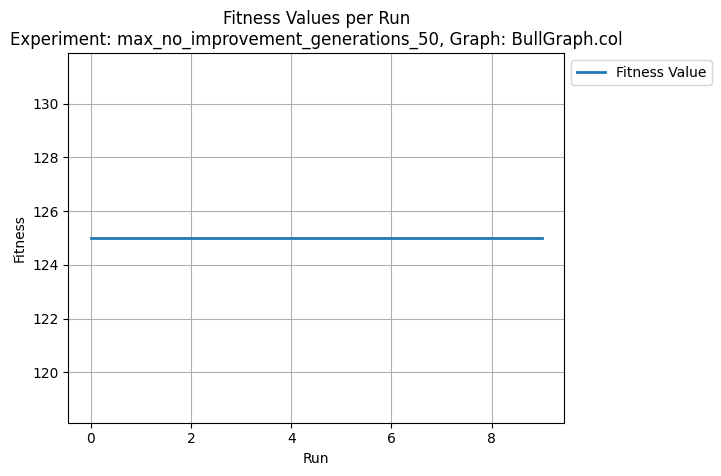 Fitness Values per Run
Experiment: max_no_improvement_generations_50, Graph: BullGraph.col
Fitness Value
130
128
126
124
122
120
Fitness
0 2 4 6 8
Run